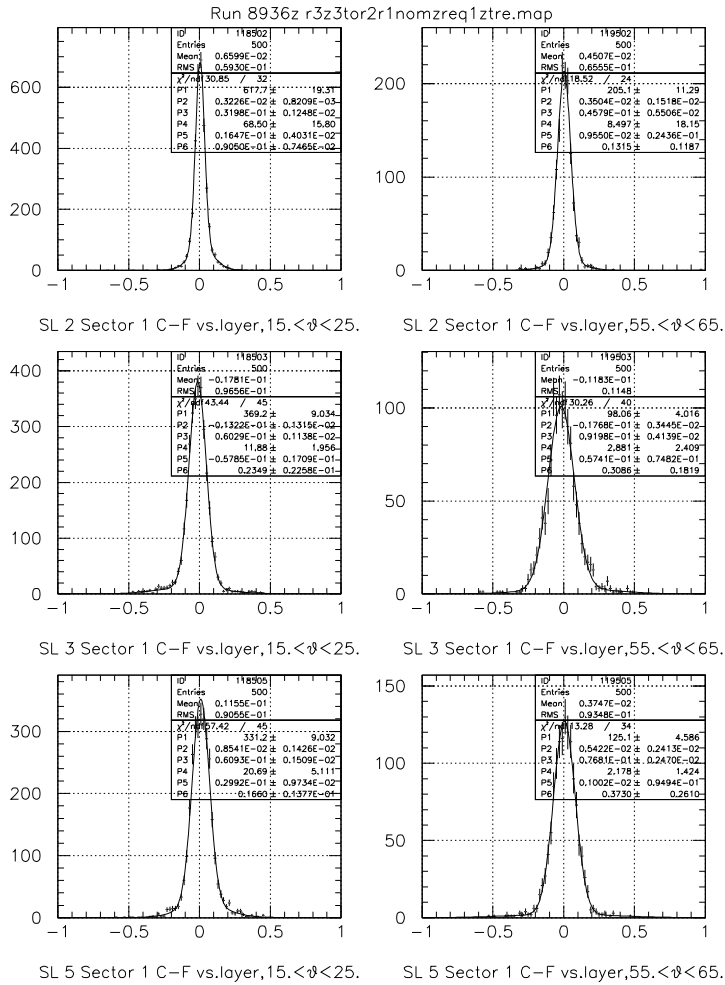 Run 8936z r3z3tor2r1nomzreq1ztre.map
ID 118502
Entries 500
Mean 0.6599E-02
RMS 0.5930E-01
χ²/ndf 30.85 / 32
P1 617.7 ± 19.31
P2 0.3226E-02 ± 0.8209E-03
P3 0.3198E-01 ± 0.1248E-02
P4 68.50 ± 15.80
P5 0.1647E-01 ± 0.4031E-02
P6 0.9050E-01 ± 0.7465E-02
600
400
200
0
−1 −0.5 0 0.5 1
SL 2 Sector 1 C−F vs.layer,15.<ϑ<25.
ID 119502
Entries 500
Mean 0.4507E-02
RMS 0.6555E-01
χ²/ndf 18.52 / 24
P1 205.1 ± 11.29
P2 0.3504E-02 ± 0.1518E-02
P3 0.4579E-01 ± 0.5506E-02
P4 8.497 ± 18.15
P5 0.9550E-02 ± 0.2436E-01
P6 0.1315 ± 0.1187
200
100
0
−1 −0.5 0 0.5 1
SL 2 Sector 1 C−F vs.layer,55.<ϑ<65.
ID 118503
Entries 500
Mean -0.1781E-01
RMS 0.9656E-01
χ²/ndf 43.44 / 45
P1 369.2 ± 9.034
P2 -0.1322E-01 ± 0.1315E-02
P3 0.6029E-01 ± 0.1138E-02
P4 11.88 ± 1.956
P5 -0.5785E-01 ± 0.1709E-01
P6 0.2349 ± 0.2258E-01
400
300
200
100
0
−1 −0.5 0 0.5 1
SL 3 Sector 1 C−F vs.layer,15.<ϑ<25.
ID 119503
Entries 500
Mean -0.1183E-01
RMS 0.1148
χ²/ndf 30.26 / 40
P1 98.06 ± 4.016
P2 -0.1768E-01 ± 0.3445E-02
P3 0.9198E-01 ± 0.4139E-02
P4 2.881 ± 2.409
P5 0.5741E-01 ± 0.7482E-01
P6 0.3086 ± 0.1819
100
50
0
−1 −0.5 0 0.5 1
SL 3 Sector 1 C−F vs.layer,55.<ϑ<65.
ID 118505
Entries 500
Mean 0.1155E-01
RMS 0.9055E-01
χ²/ndf 57.42 / 45
P1 331.2 ± 9.032
P2 0.8541E-02 ± 0.1426E-02
P3 0.6093E-01 ± 0.1509E-02
P4 20.69 ± 5.111
P5 0.2992E-01 ± 0.9734E-02
P6 0.1660 ± 0.1377E-01
300
200
100
0
−1 −0.5 0 0.5 1
SL 5 Sector 1 C−F vs.layer,15.<ϑ<25.
ID 119505
Entries 500
Mean 0.3747E-02
RMS 0.9348E-01
χ²/ndf 13.28 / 34
P1 125.1 ± 4.586
P2 0.5422E-02 ± 0.2413E-02
P3 0.7681E-01 ± 0.2470E-02
P4 2.178 ± 1.424
P5 0.1002E-02 ± 0.9494E-01
P6 0.3730 ± 0.2610
150
100
50
0
−1 −0.5 0 0.5 1
SL 5 Sector 1 C−F vs.layer,55.<ϑ<65.